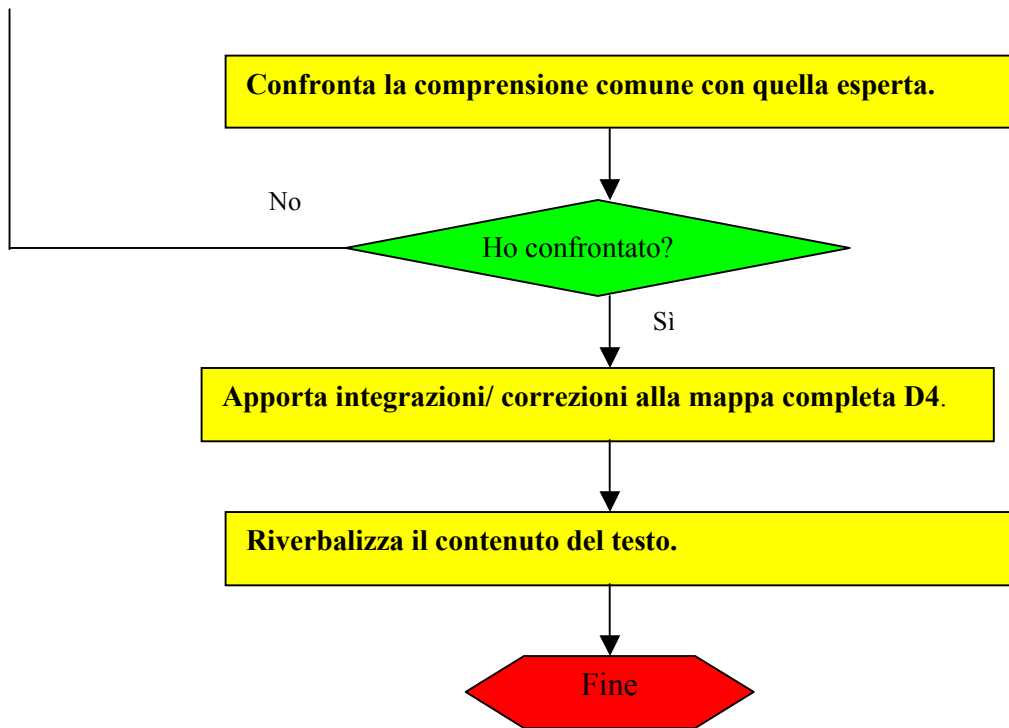 Confronta la comprensione comune con quella esperta.
No
Ho confrontato?
Sì
Apporta integrazioni/ correzioni alla mappa completa D4.
Riverbalizza il contenuto del testo.
Fine